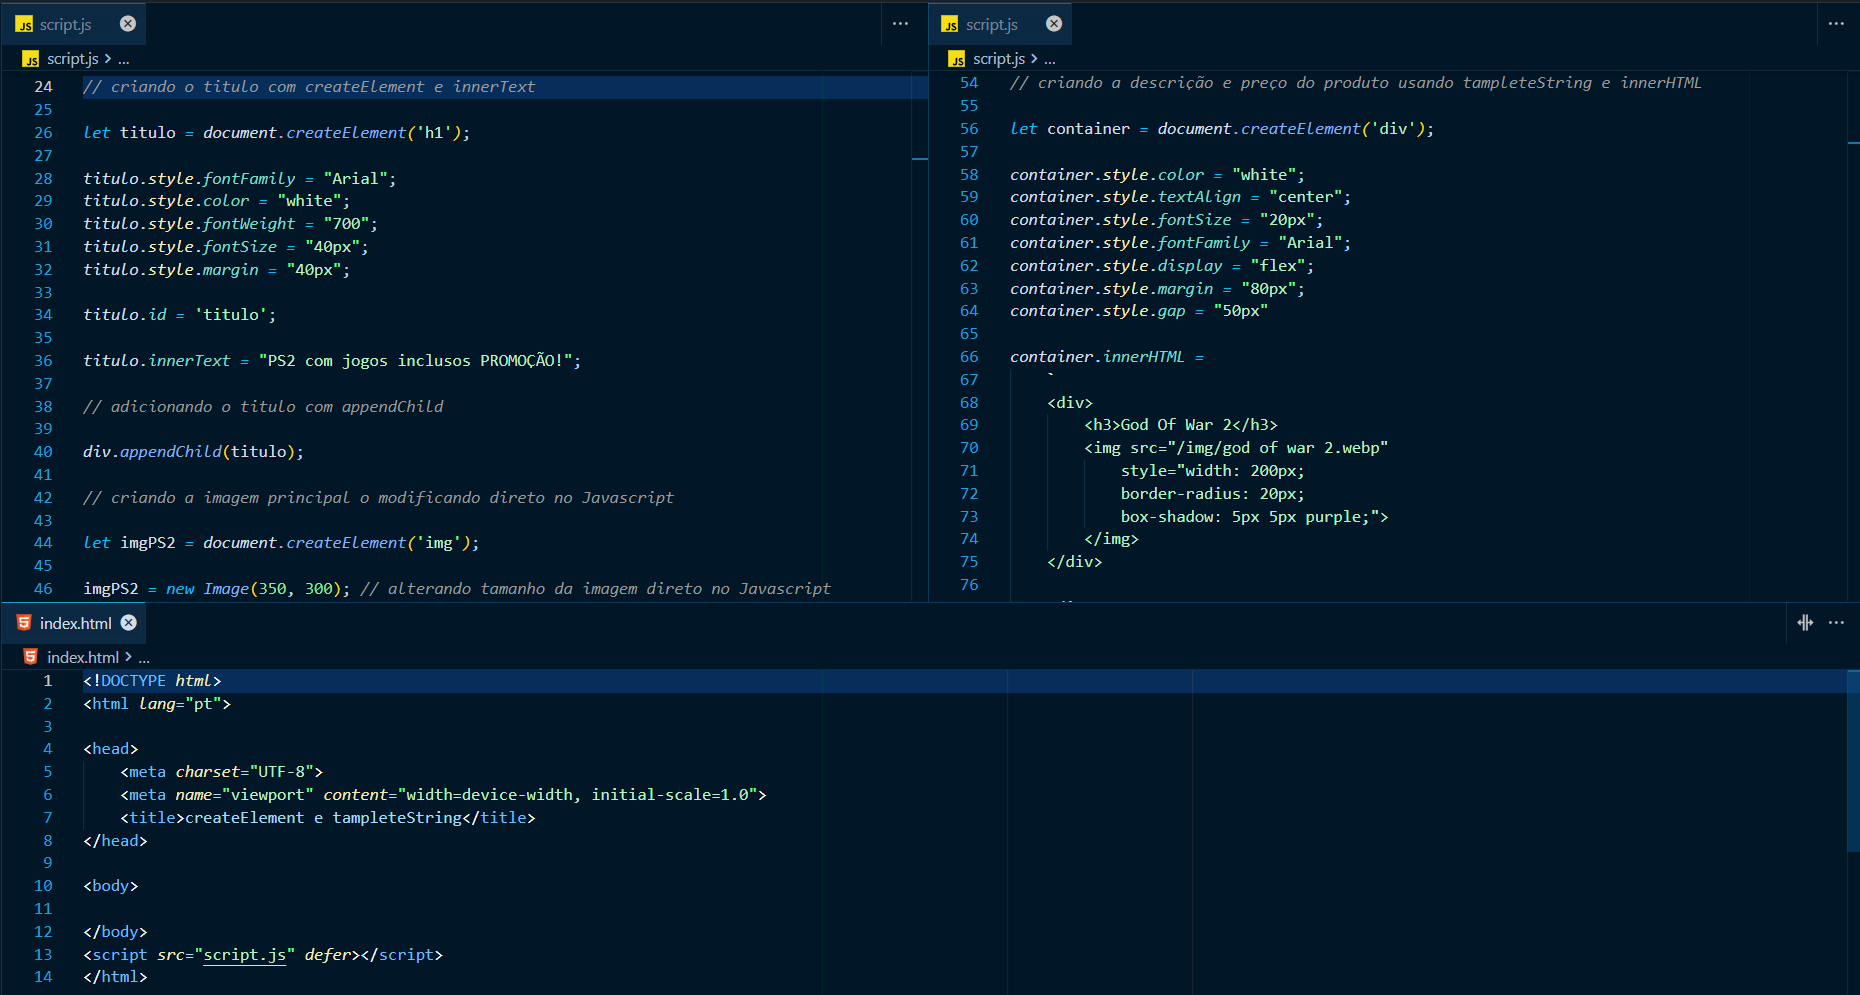 JS script.js
JS script.js > ...
24 // criando o titulo com createElement e innerText
25
26 let titulo = document.createElement('h1');
27
28 titulo.style.fontFamily = "Arial";
29 titulo.style.color = "white";
30 titulo.style.fontWeight = "700";
31 titulo.style.fontSize = "40px";
32 titulo.style.margin = "40px";
33
34 titulo.id = 'titulo';
35
36 titulo.innerText = "PS2 com jogos inclusos PROMOÇÃO!";
37
38 // adicionando o titulo com appendChild
39
40 div.appendChild(titulo);
41
42 // criando a imagem principal o modificando direto no Javascript
43
44 let imgPS2 = document.createElement('img');
45
46 imgPS2 = new Image(350, 300); // alterando tamanho da imagem direto no Javascript
JS script.js
JS script.js > ...
54 // criando a descrição e preço do produto usando tampleteString e innerHTML
55
56 let container = document.createElement('div');
57
58 container.style.color = "white";
59 container.style.textAlign = "center";
60 container.style.fontSize = "20px";
61 container.style.fontFamily = "Arial";
62 container.style.display = "flex";
63 container.style.margin = "80px";
64 container.style.gap = "50px"
65
66 container.innerHTML =
67 `
68 <div>
69 <h3>God Of War 2</h3>
70 <img src="/img/god of war 2.webp"
71 style="width: 200px;
72 border-radius: 20px;
73 box-shadow: 5px 5px purple;">
74 </img>
75 </div>
76
5 index.html
5 index.html > ...
1 <!DOCTYPE html>
2 <html lang="pt">
3
4 <head>
5 <meta charset="UTF-8">
6 <meta name="viewport" content="width=device-width, initial-scale=1.0">
7 <title>createElement e tampleteString</title>
8 </head>
9
10 <body>
11
12 </body>
13 <script src="script.js" defer></script>
14 </html>